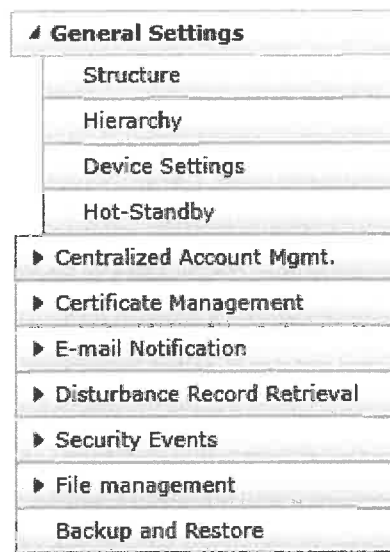 General Settings
Structure
Hierarchy
Device Settings
Hot-Standby
Centralized Account Mgmt.
Certificate Management
E-mail Notification
Disturbance Record Retrieval
Security Events
File management
Backup and Restore